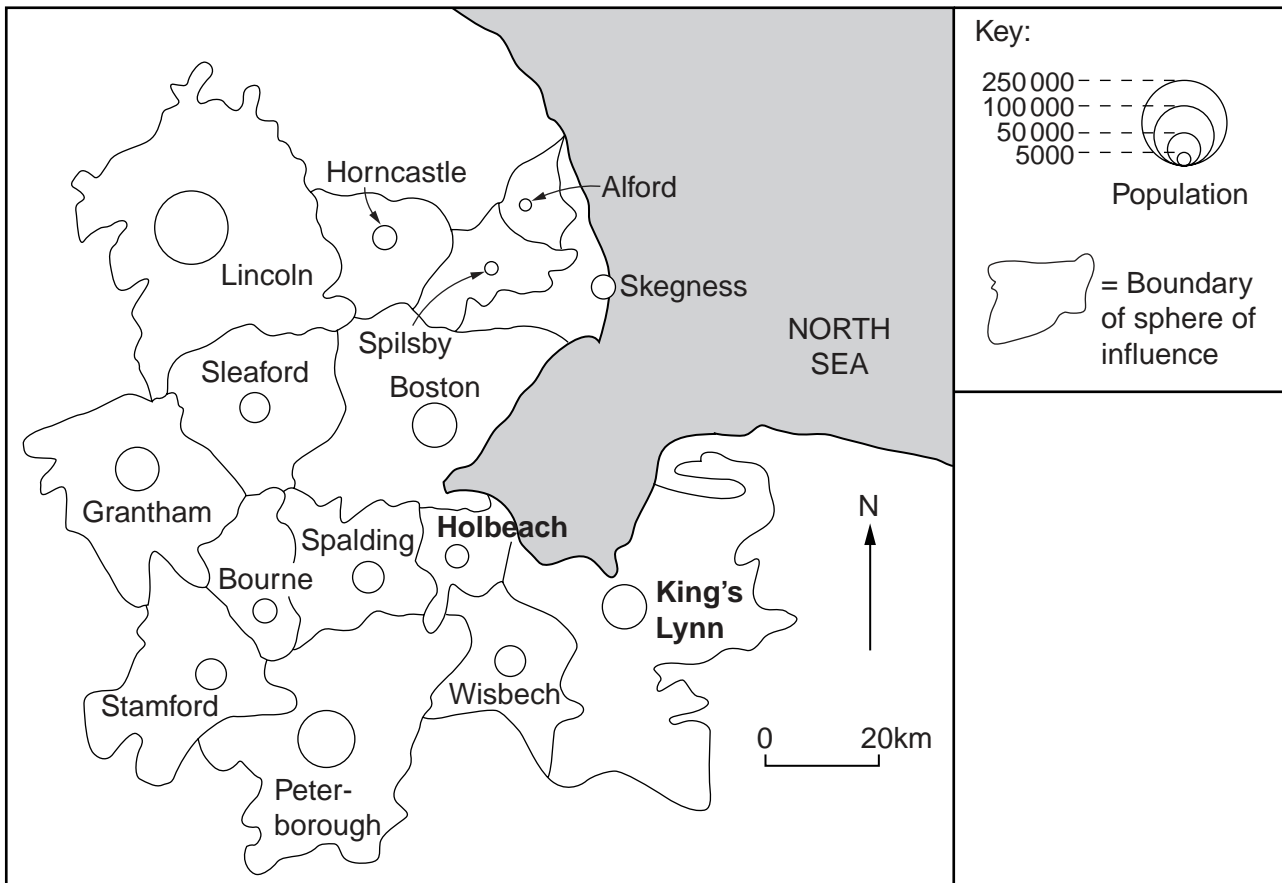 Horncastle
Alford
Lincoln
Skegness
Spilsby
NORTH
SEA
Sleaford
Boston
Grantham
Holbeach
Spalding
N
Bourne
King's
Lynn
Stamford
Wisbech
0 20km
Peter-
borough
Key:
250 000
100 000
50 000
5000
Population
= Boundary
of sphere of
influence